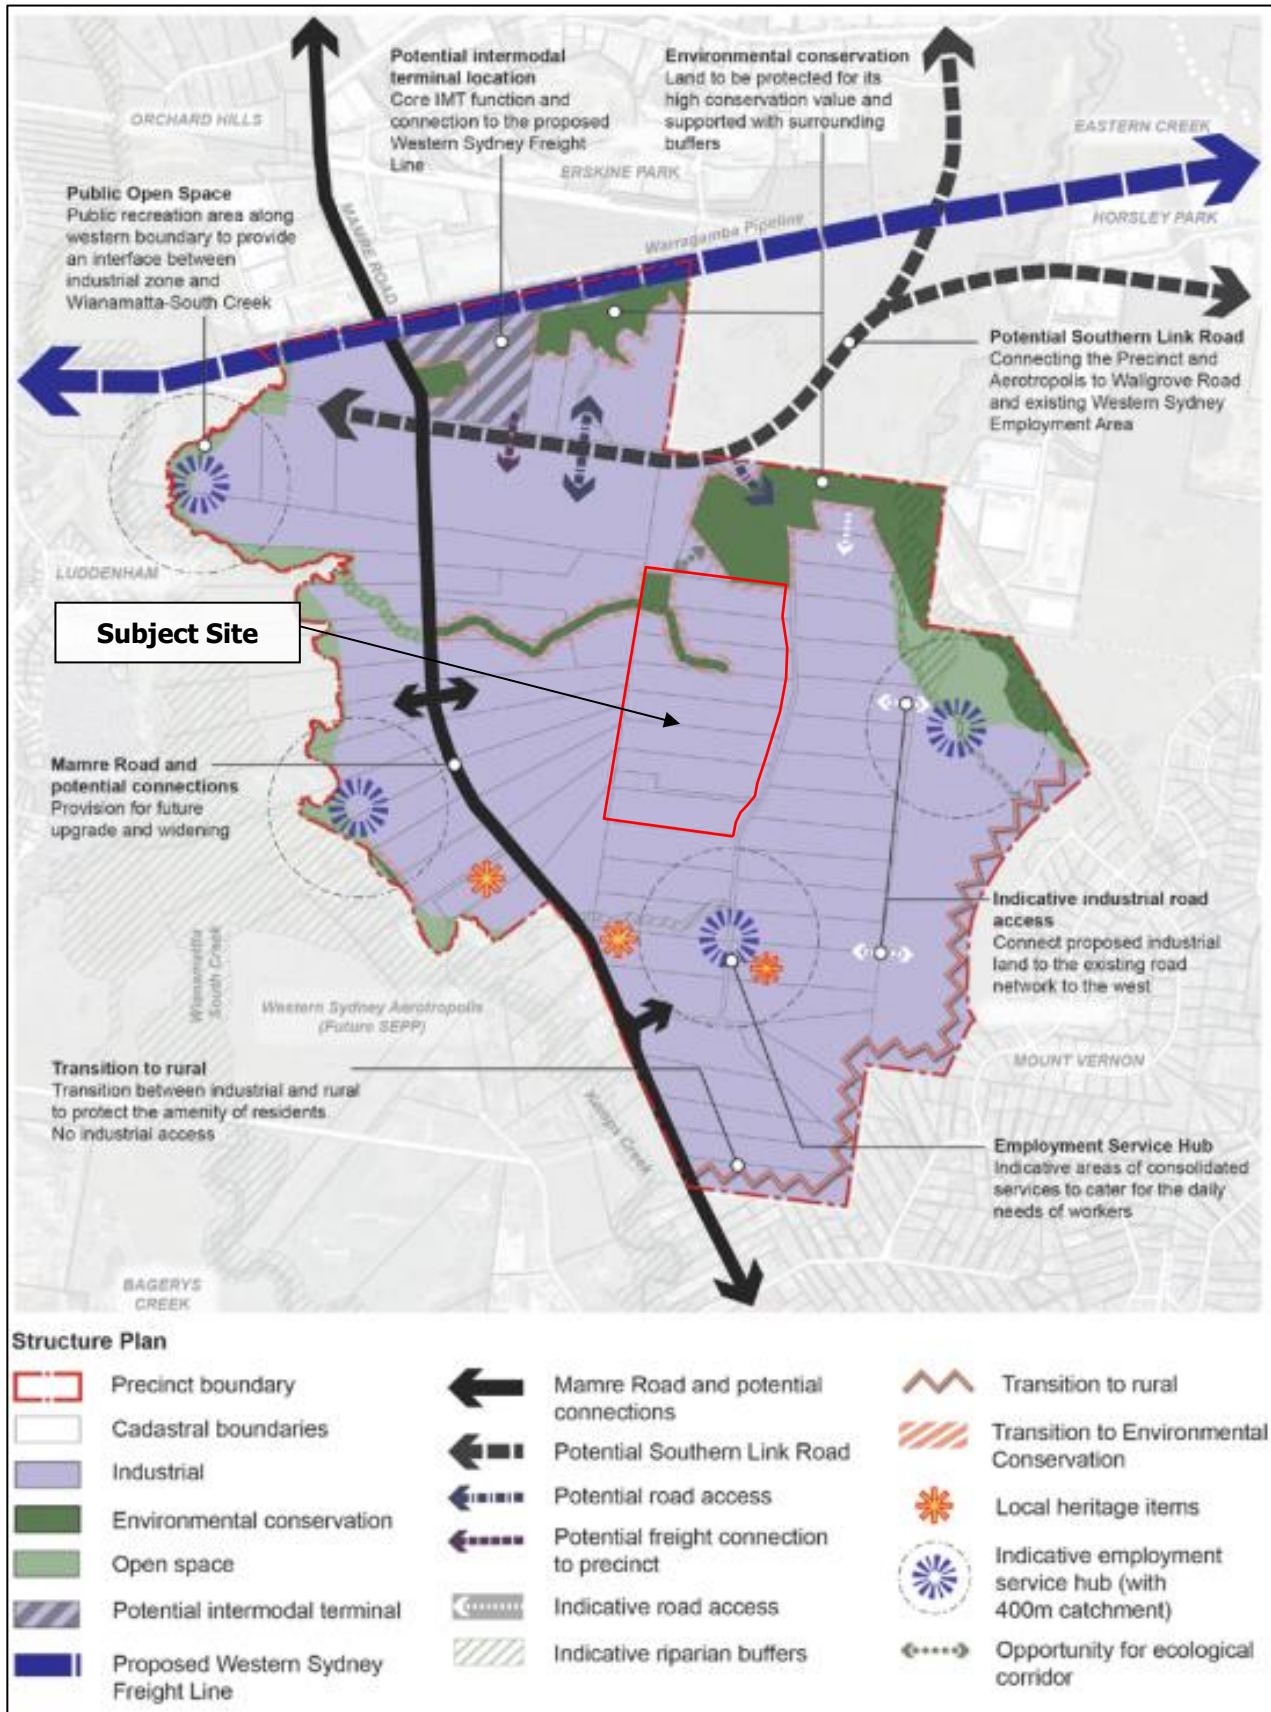 Potential intermodal
terminal location
Core IMT function and
connection to the proposed
Western Sydney Freight
Line
Environmental conservation
Land to be protected for its
high conservation value and
supported with surrounding
buffers
ORCHARD HILLS
EASTERN CREEK
ERSKINE PARK
Public Open Space
Public recreation area along
western boundary to provide
an interface between
industrial zone and
Wianamatta-South Creek
MAMRE ROAD
Warragamba Pipeline
HORSLEY PARK
Potential Southern Link Road
Connecting the Precinct and
Aerotropolis to Wallgrove Road
and existing Western Sydney
Employment Area
LUDDENHAM
Subject Site
Mamre Road and
potential connections
Provision for future
upgrade and widening
Indicative industrial road
access
Connect proposed industrial
land to the existing road
network to the west
Wianamatta
South Creek
Western Sydney Aerotropolis
(Future SEPP)
MOUNT VERNON
Transition to rural
Transition between industrial and rural
to protect the amenity of residents
No industrial access
Kemps Creek
Employment Service Hub
Indicative areas of consolidated
services to cater for the daily
needs of workers
BAGERYS
CREEK
Structure Plan
Precinct boundary
Cadastral boundaries
Industrial
Environmental conservation
Open space
Potential intermodal terminal
Proposed Western Sydney
Freight Line
Mamre Road and potential
connections
Potential Southern Link Road
Potential road access
Potential freight connection
to precinct
Indicative road access
Indicative riparian buffers
Transition to rural
Transition to Environmental
Conservation
Local heritage items
Indicative employment
service hub (with
400m catchment)
Opportunity for ecological
corridor